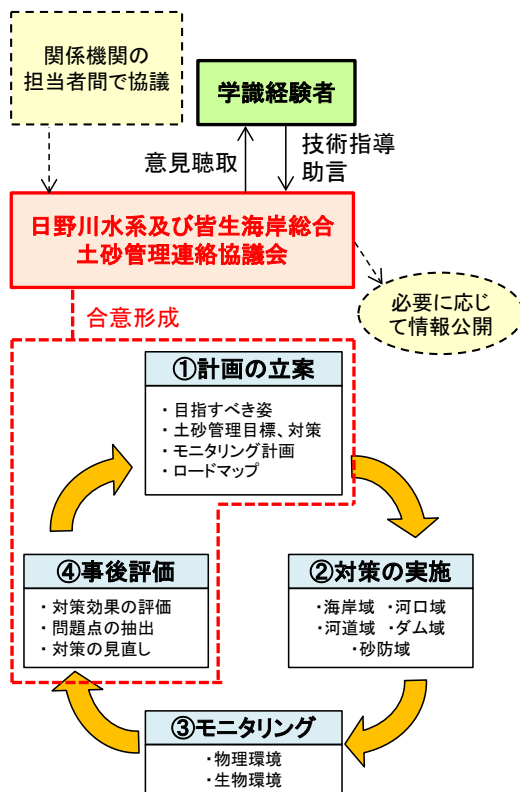 関係機関の
担当者間で協議
学識経験者
意見聴取
技術指導
助言
日野川水系及び皆生海岸総合
土砂管理連絡協議会
必要に応じ
て情報公開
合意形成
①計画の立案
・目指すべき姿
・土砂管理目標、対策
・モニタリング計画
・ロードマップ
②対策の実施
・海岸域 ・河口域
・河道域 ・ダム域
・砂防域
③モニタリング
・物理環境
・生物環境
④事後評価
・対策効果の評価
・問題点の抽出
・対策の見直し